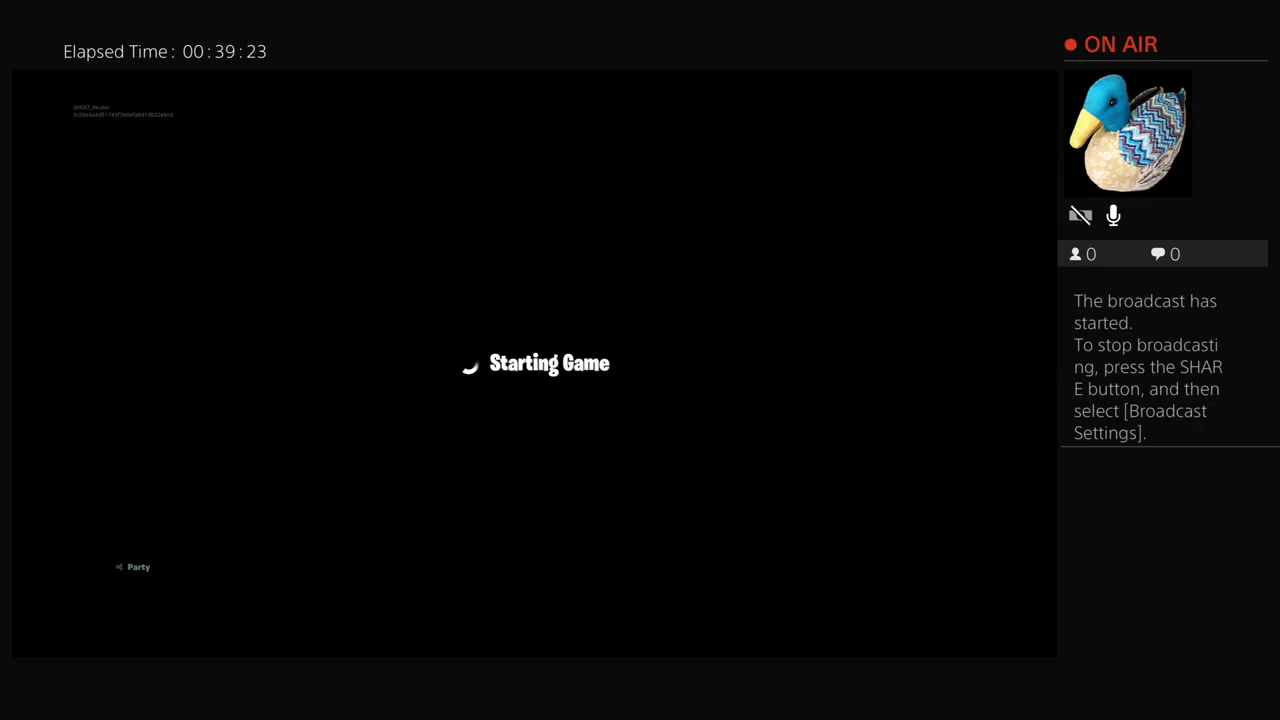 Elapsed Time: 00:39:23
ON AIR
GHOST_Reuter
0
0
The broadcast has
started.
To stop broadcasti
ng, press the SHAR
E button, and then
select [Broadcast
Settings].
Starting Game
Party